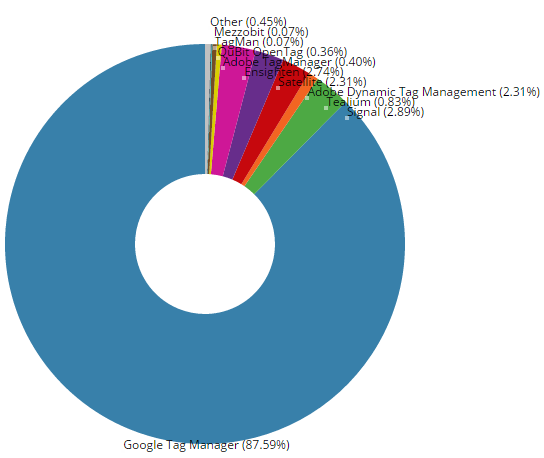 Other (0.45%)
Mezzobit (0.07%)
TagMan (0.07%)
QuBit OpenTag (0.36%)
Adobe TagManager (0.40%)
Ensighten (2.74%)
Satellite (2.31%)
Adobe Dynamic Tag Management (2.31%)
Tealium (0.83%)
Signal (2.89%)
Google Tag Manager (87.59%)